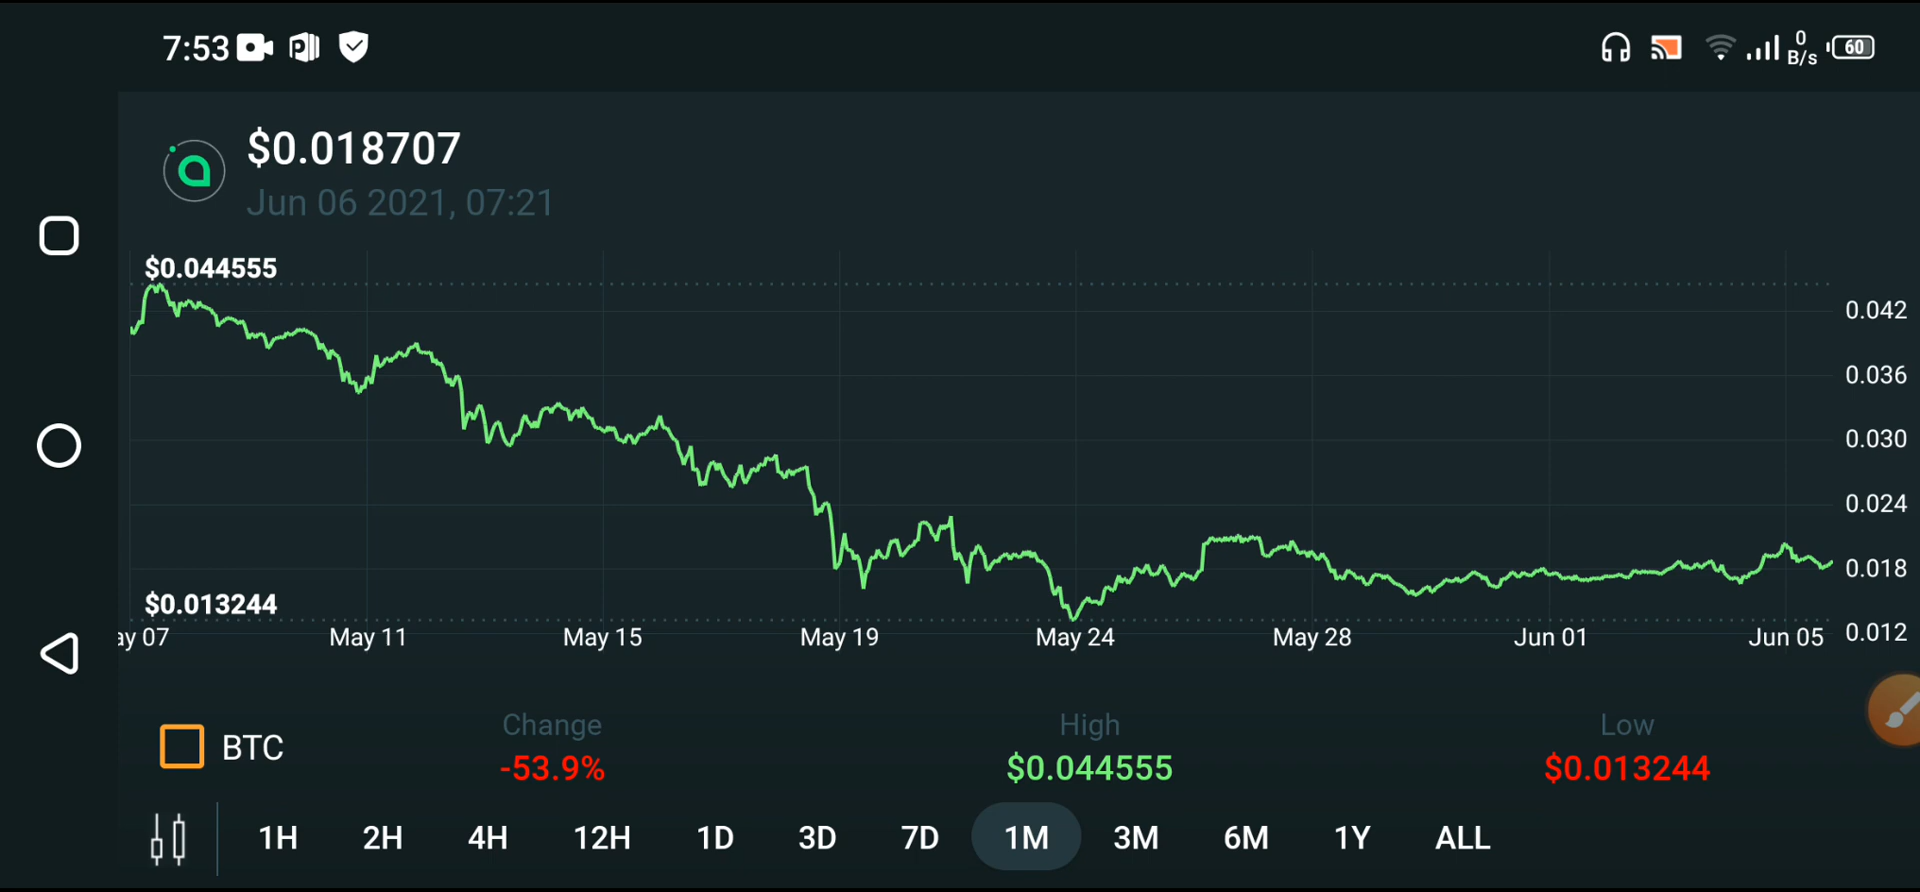 7:53
0 B/s 60
$0.018707
Jun 06 2021, 07:21
$0.044555
0.042
0.036
0.030
0.024
0.018
$0.013244
0.012
ay 07 May 11 May 15 May 19 May 24 May 28 Jun 01 Jun 05
BTC
Change High Low
-53.9% $0.044555 $0.013244
1H 2H 4H 12H 1D 3D 7D 1M 3M 6M 1Y ALL